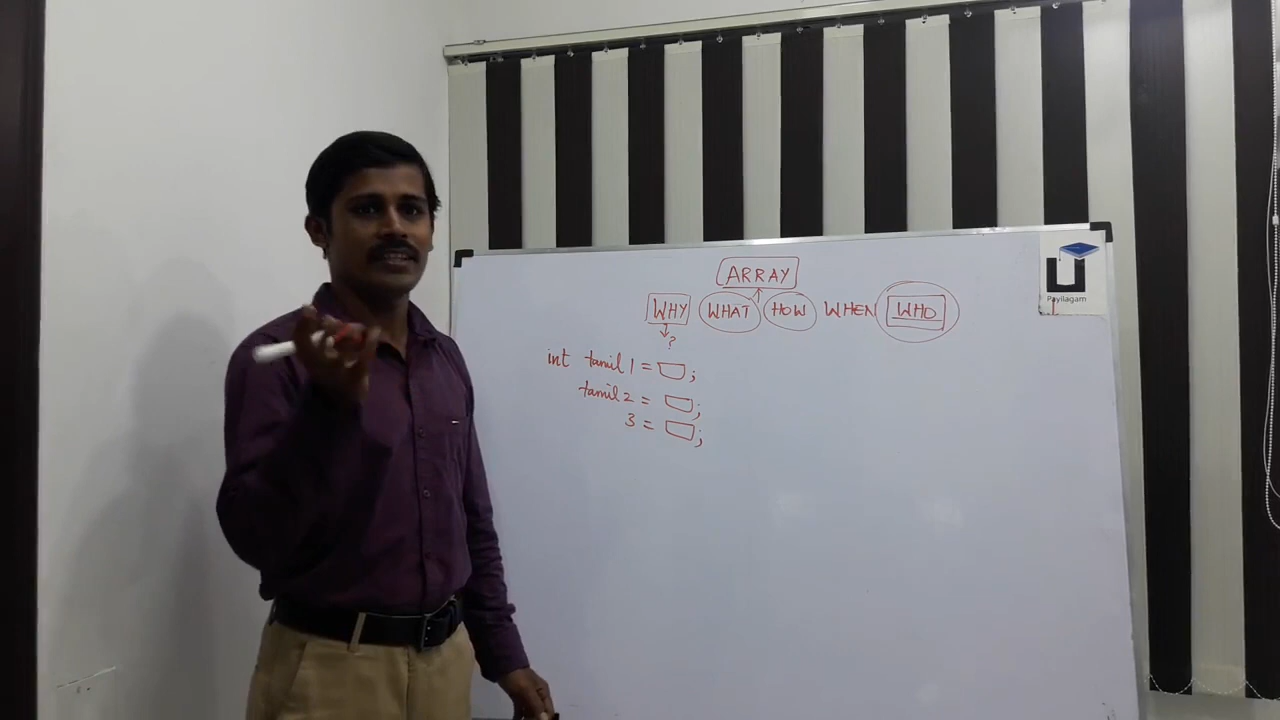 ARRAY
WHY WHAT HOW WHEN WHO
?
int tamil1 = ;
tamil2 = ;
3 = ;
Payilagam